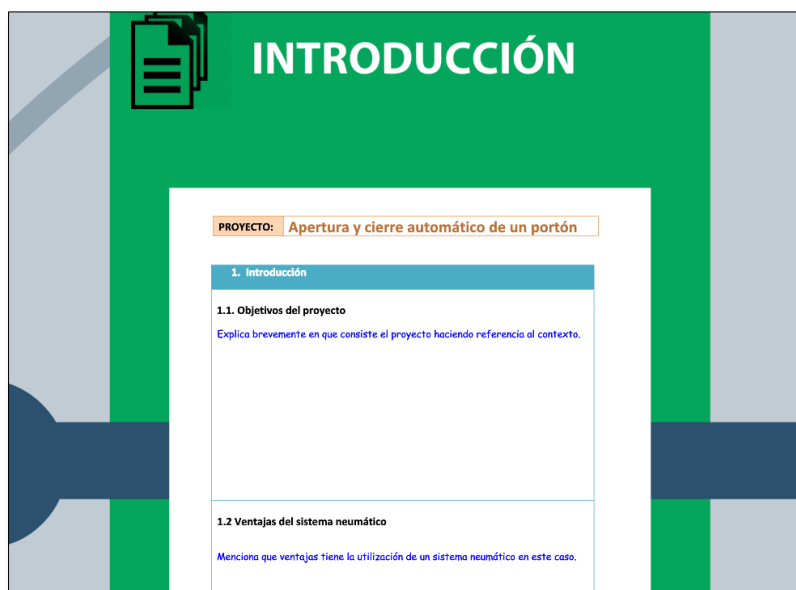 INTRODUCCIÓN
PROYECTO: Apertura y cierre automático de un portón
1. Introducción
1.1. Objetivos del proyecto
Explica brevemente en que consiste el proyecto haciendo referencia al contexto.
1.2 Ventajas del sistema neumático
Menciona que ventajas tiene la utilización de un sistema neumático en este caso.